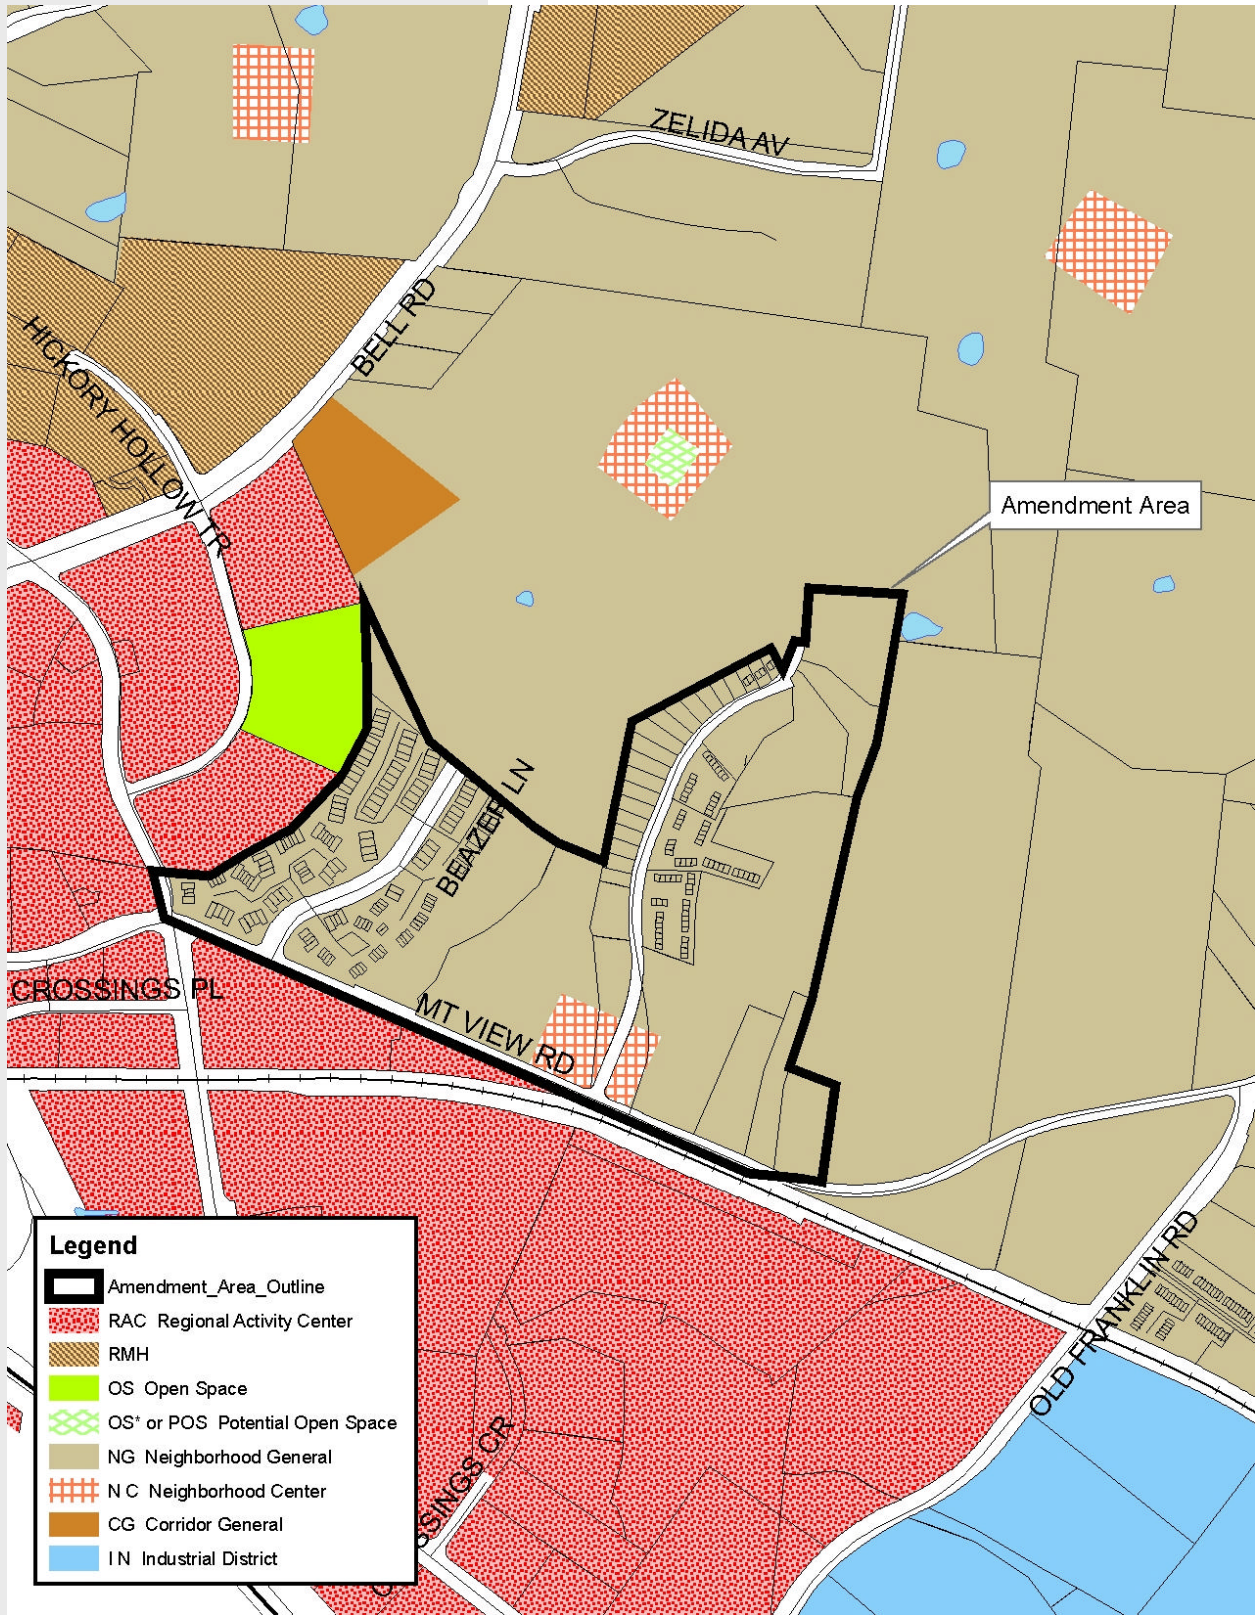 ZELIDA AV
BELL RD
HICKORY HOLLOW TR
Amendment Area
BEAZER LN
CROSSINGS PL
MT VIEW RD
OLD FRANKLIN RD
SSINGS CR
Legend
Amendment_Area_Outline
RAC Regional Activity Center
RMH
OS Open Space
OS* or POS Potential Open Space
NG Neighborhood General
N C Neighborhood Center
CG Corridor General
I N Industrial District